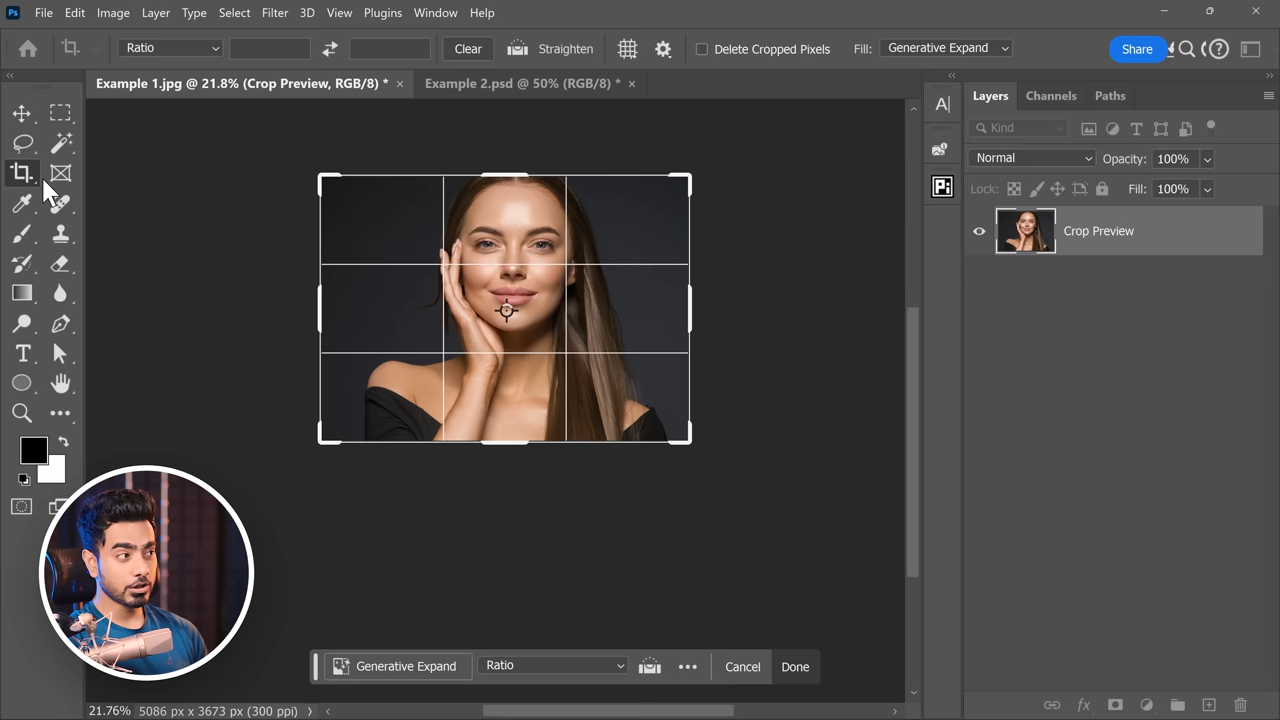 Ps File Edit Image Layer Type Select Filter 3D View Plugins Window Help
Ratio Clear Straighten Delete Cropped Pixels Fill: Generative Expand Share
Example 1.jpg @ 21.8% (Crop Preview, RGB/8) * × Example 2.psd @ 50% (RGB/8) * ×
Layers Channels Paths
Kind
Normal Opacity: 100%
Lock: Fill: 100%
Crop Preview
Generative Expand Ratio Cancel Done
21.76% 5086 px x 3673 px (300 ppi)